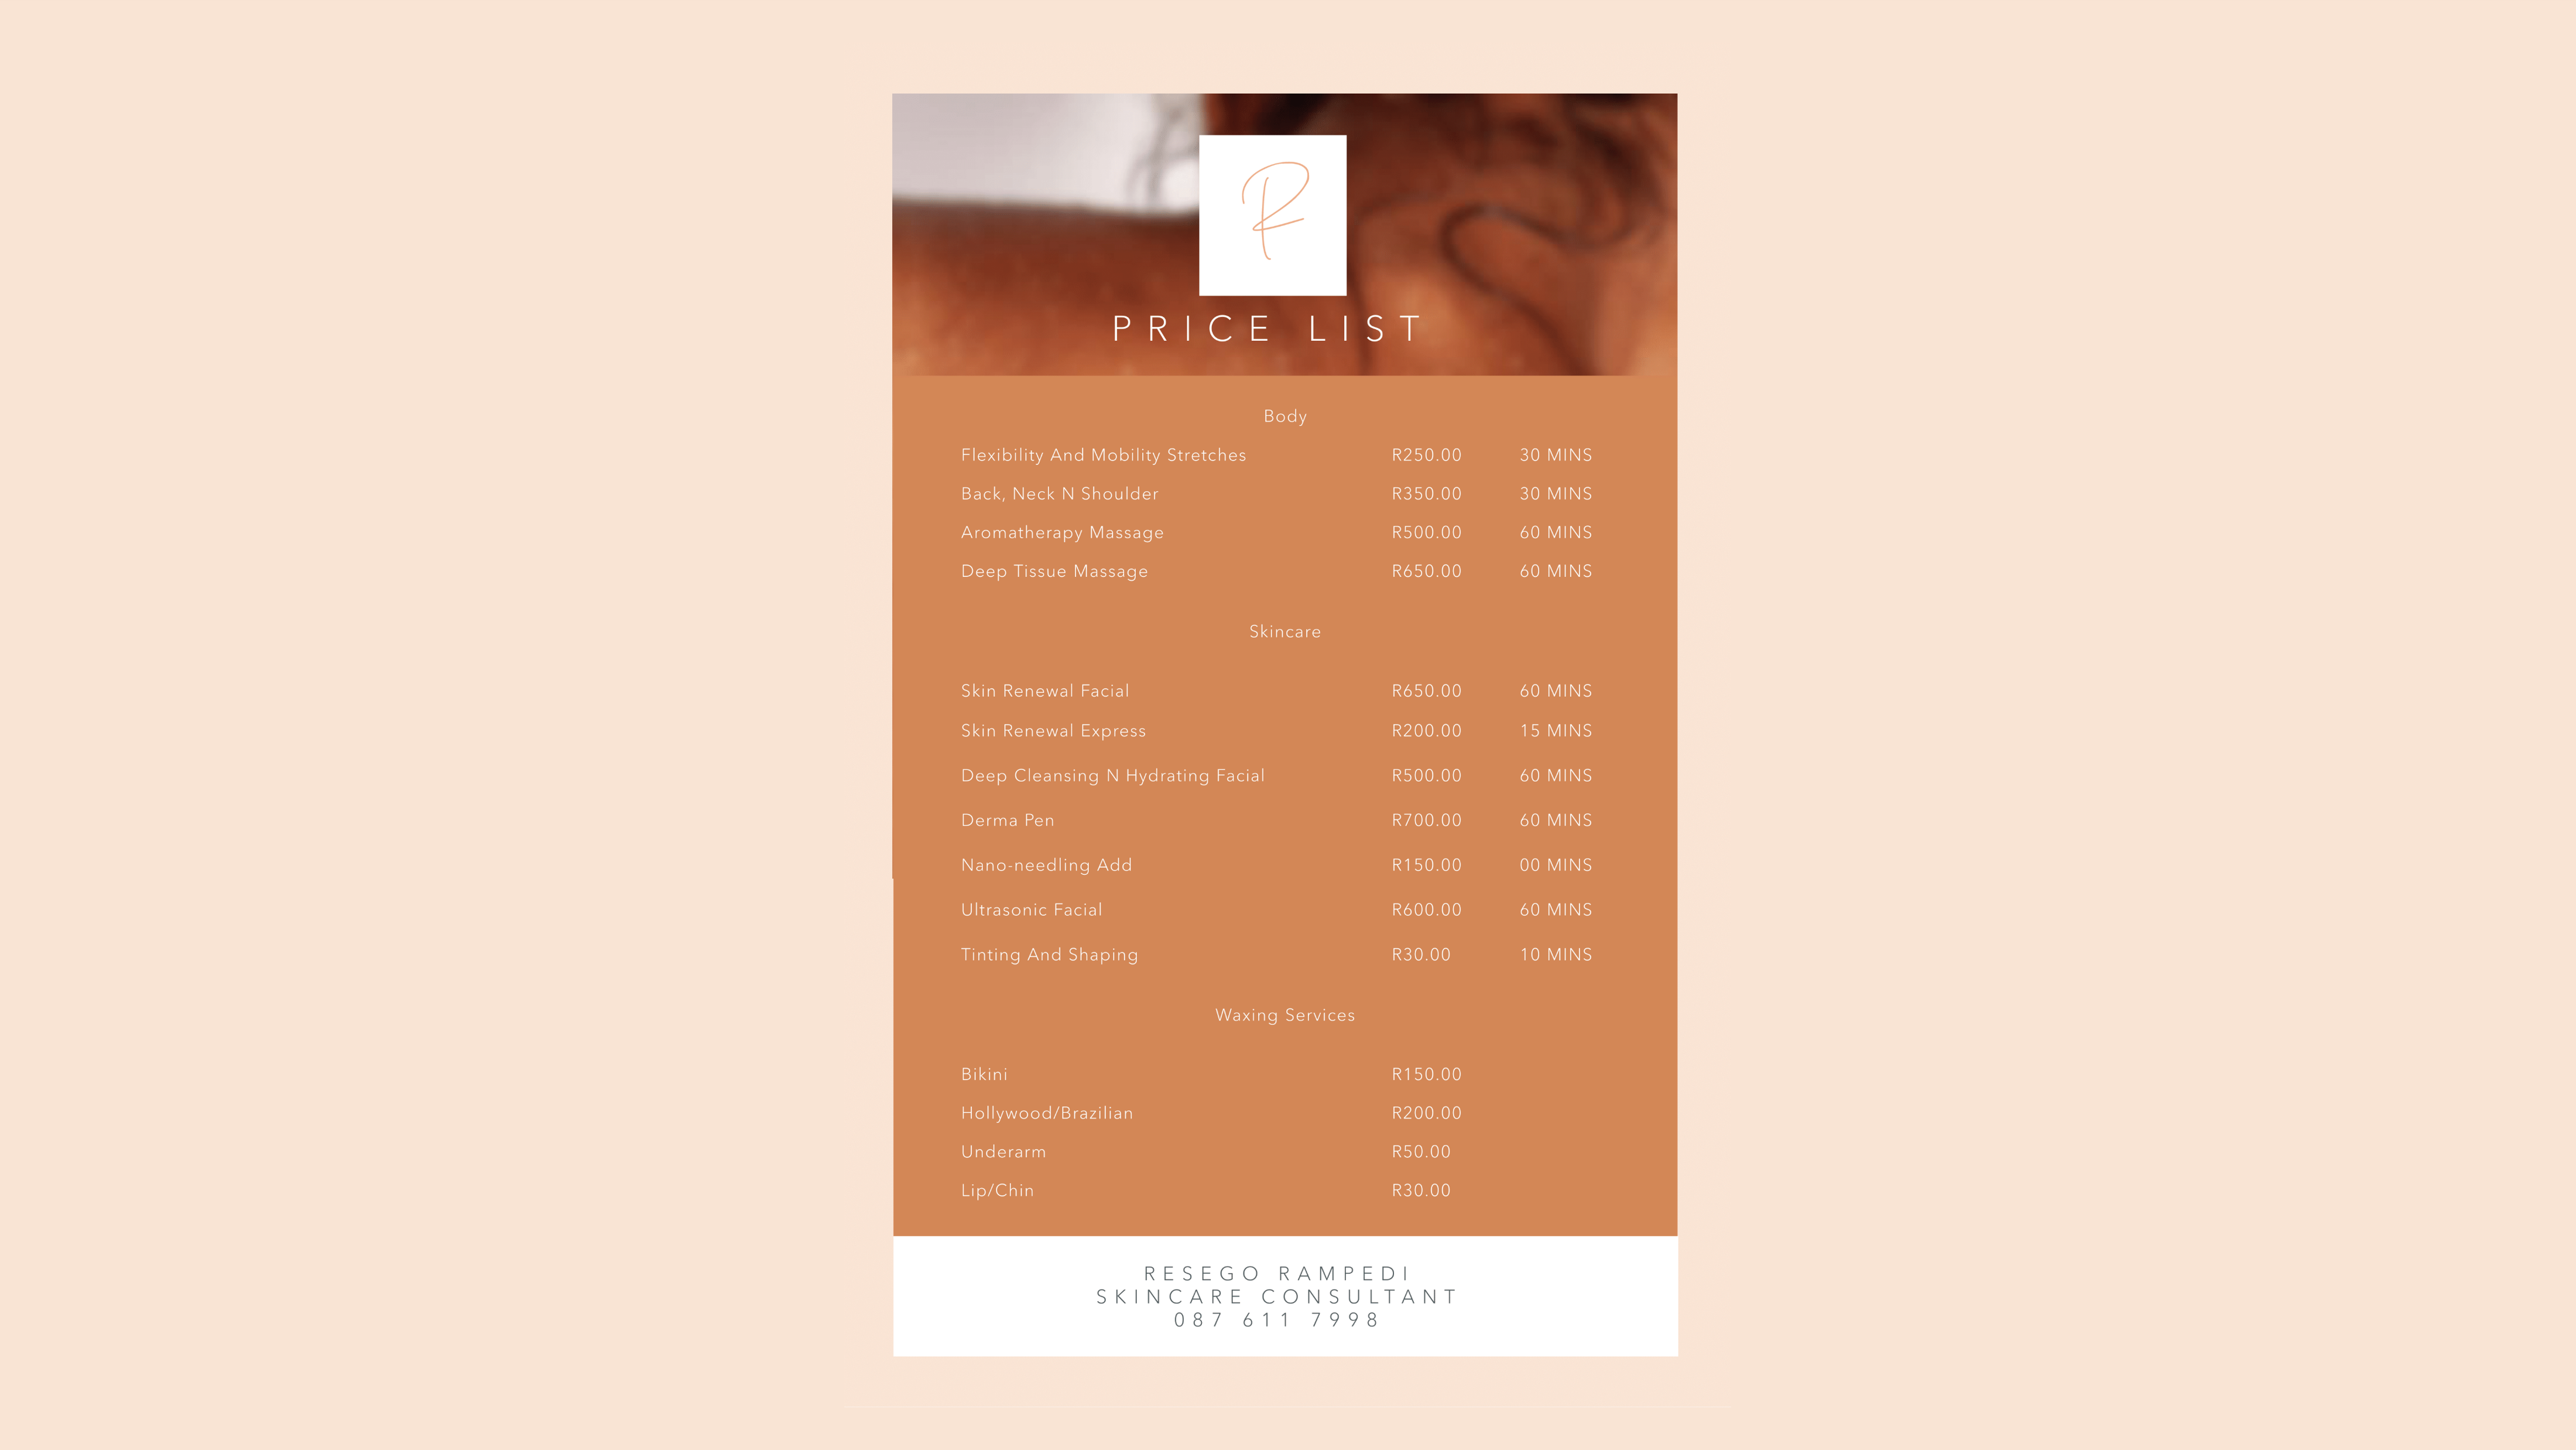 R
PRICE LIST
Body
Flexibility And Mobility Stretches R250.00 30 MINS
Back, Neck N Shoulder R350.00 30 MINS
Aromatherapy Massage R500.00 60 MINS
Deep Tissue Massage R650.00 60 MINS
Skincare
Skin Renewal Facial R650.00 60 MINS
Skin Renewal Express R200.00 15 MINS
Deep Cleansing N Hydrating Facial R500.00 60 MINS
Derma Pen R700.00 60 MINS
Nano-needling Add R150.00 00 MINS
Ultrasonic Facial R600.00 60 MINS
Tinting And Shaping R30.00 10 MINS
Waxing Services
Bikini R150.00
Hollywood/Brazilian R200.00
Underarm R50.00
Lip/Chin R30.00
RESEGO RAMPEDI
SKINCARE CONSULTANT
087 611 7998